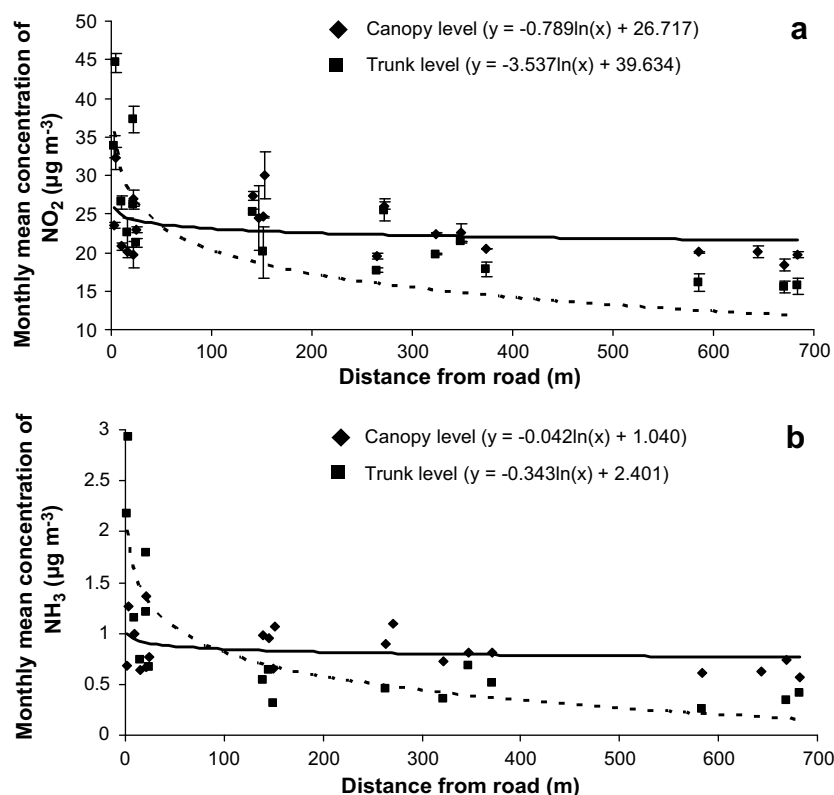 a
Canopy level (y = -0.789ln(x) + 26.717)
Trunk level (y = -3.537ln(x) + 39.634)
Monthly mean concentration of
NO₂ (µg m⁻³)
50
45
40
35
30
25
20
15
10
0 100 200 300 400 500 600 700
Distance from road (m)
b
Canopy level (y = -0.042ln(x) + 1.040)
Trunk level (y = -0.343ln(x) + 2.401)
Monthly mean concentration of
NH₃ (µg m⁻³)
3
2.5
2
1.5
1
0.5
0
0 100 200 300 400 500 600 700
Distance from road (m)